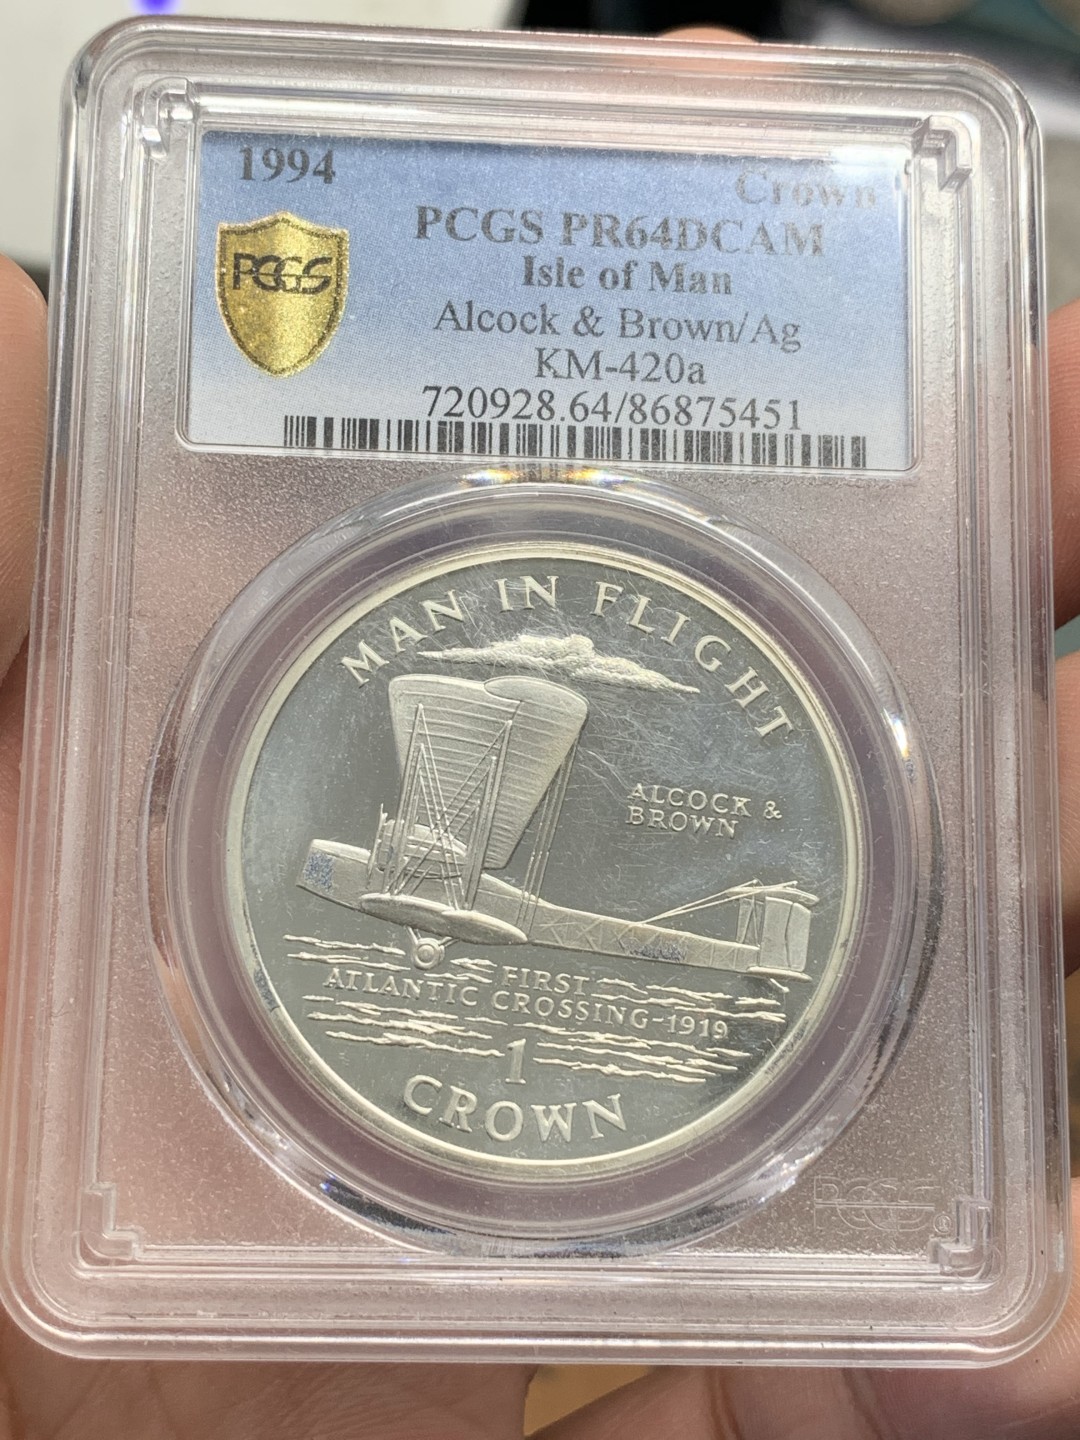 1994
Crown
PCGS PR64DCAM
PCGS
Isle of Man
Alcock & Brown/Ag
KM-420a
720928.64/86875451
MAN IN FLIGHT
ALCOCK &
BROWN
FIRST
ATLANTIC CROSSING-1919
1
CROWN
PCGS